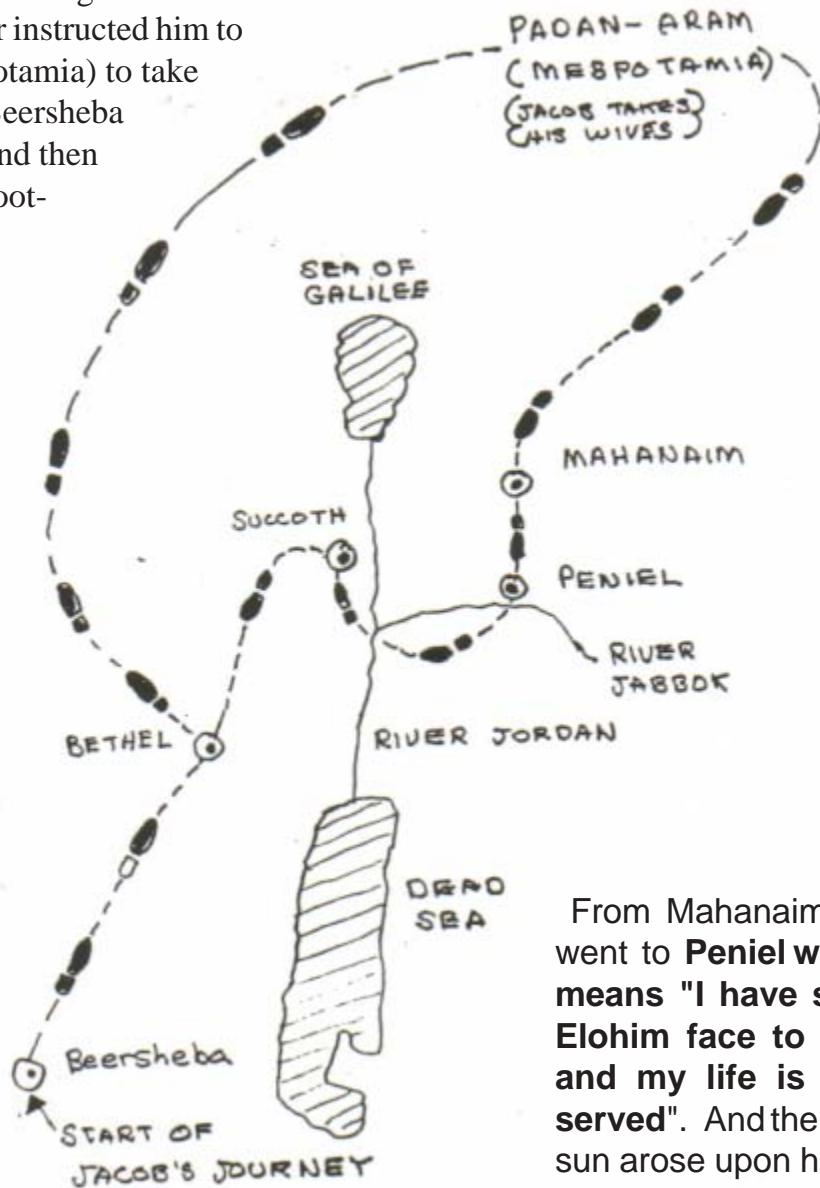 r instructed him to
otamia) to take
Beersheba
nd then
oot-
PADAN- ARAM
(MESPOTAMIA)
(JACOB TAKES)
(HIS WIVES)
SEA OF
GALILEE
MAHANAIM
SUCCOTH
PENIEL
RIVER
JABBOK
BETHEL
RIVER JORDAN
DEAD
SEA
Beersheba
START OF
JACOB'S JOURNEY
From Mahanaim
went to Peniel w
means "I have s
Elohim face to
and my life is
served". And the
sun arose upon h